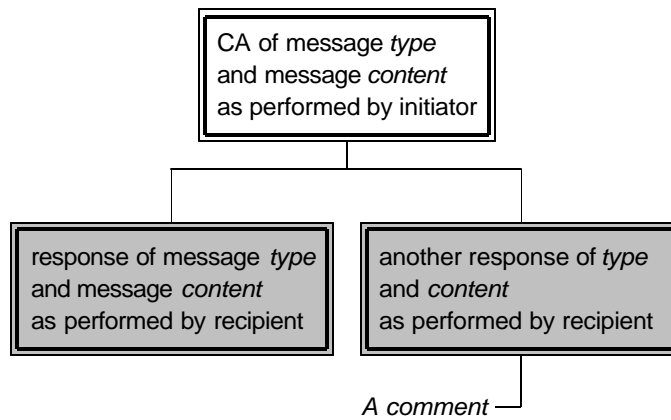 CA of message type
and message content
as performed by initiator
response of message type
and message content
as performed by recipient
another response of type
and content
as performed by recipient
A comment